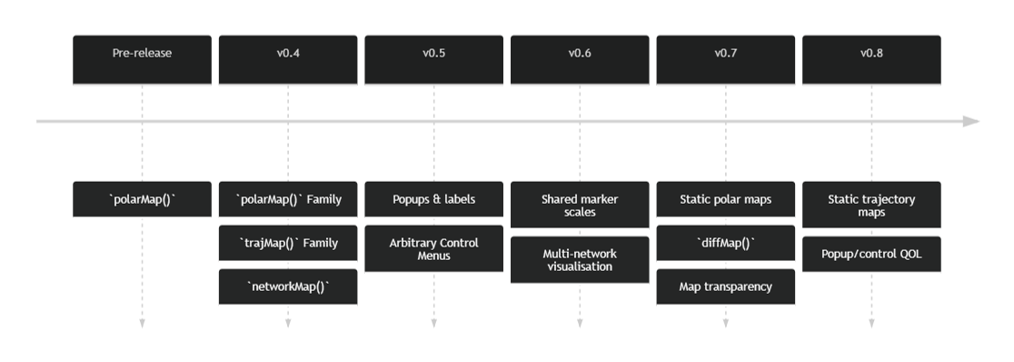 Pre-release
v0.4
v0.5
v0.6
v0.7
v0.8
`polarMap()`
`polarMap()` Family
`trajMap()` Family
`networkMap()`
Popups & labels
Arbitrary Control
Menus
Shared marker
scales
Multi-network
visualisation
Static polar maps
`diffMap()`
Map transparency
Static trajectory
maps
Popup/control QOL